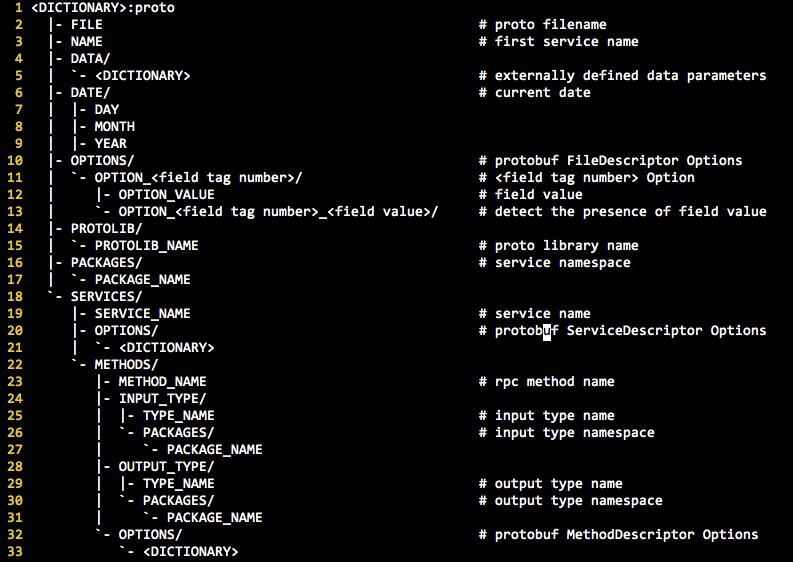 1 <DICTIONARY>:proto
2   |- FILE                                               # proto filename
3   |- NAME                                               # first service name
4   |- DATA/
5   |  `- <DICTIONARY>                                    # externally defined data parameters
6   |- DATE/                                              # current date
7   |  |- DAY
8   |  |- MONTH
9   |  |- YEAR
10   |- OPTIONS/                                           # protobuf FileDescriptor Options
11   |  `- OPTION_<field tag number>/                      # <field tag number> Option
12   |     |- OPTION_VALUE                                 # field value
13   |     `- OPTION_<field tag number>_<field value>/     # detect the presence of field value
14   |- PROTOLIB/
15   |  `- PROTOLIB_NAME                                   # proto library name
16   |- PACKAGES/                                          # service namespace
17   |  `- PACKAGE_NAME
18   `- SERVICES/
19      |- SERVICE_NAME                                    # service name
20      |- OPTIONS/                                        # protobuf ServiceDescriptor Options
21      |  `- <DICTIONARY>
22      `- METHODS/
23         |- METHOD_NAME                                  # rpc method name
24         |- INPUT_TYPE/
25         |  |- TYPE_NAME                                 # input type name
26         |  `- PACKAGES/                                 # input type namespace
27         |     `- PACKAGE_NAME
28         |- OUTPUT_TYPE/
29         |  |- TYPE_NAME                                 # output type name
30         |  `- PACKAGES/                                 # output type namespace
31         |     `- PACKAGE_NAME
32         `- OPTIONS/                                     # protobuf MethodDescriptor Options
33            `- <DICTIONARY>